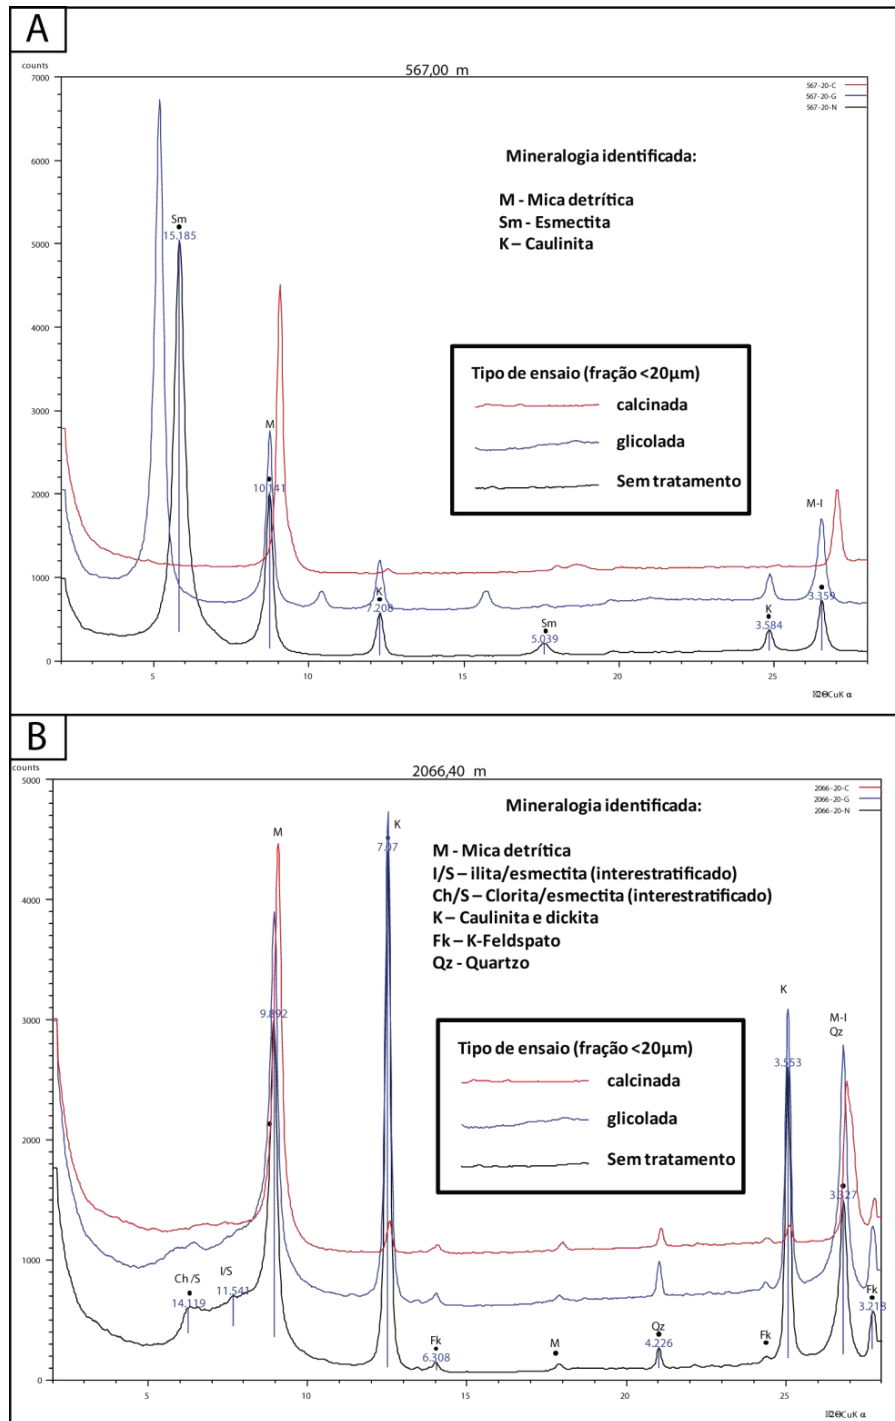 A
567,00 m
counts
7000
567-20-C
567-20-G
567-20-N
Mineralogia identificada:
M - Mica detrítica
Sm - Esmectita
K – Caulinita
6000
Sm
15.185
5000
4000
Tipo de ensaio (fração <20µm)
calcinada
glicolada
Sem tratamento
3000
M
10.141
2000
M-I
3.359
1000
K
7.208
Sm
5.039
K
3.584
0
5
10
15
20
25
2ΘCuK α
B
2066,40 m
counts
5000
2066-20-C
2066-20-G
2066-20-N
Mineralogia identificada:
M
K
7.07
M - Mica detrítica
I/S – ilita/esmectita (interestratificado)
Ch/S – Clorita/esmectita (interestratificado)
K – Caulinita e dickita
Fk – K-Feldspato
Qz - Quartzo
4000
K
M-I
Qz
3000
9.892
Tipo de ensaio (fração <20µm)
calcinada
glicolada
Sem tratamento
3.553
2000
3.327
1000
Ch /S
14.119
I/S
11.541
Fk
6.308
M
Qz
4.226
Fk
Fk
3.218
0
5
10
15
20
25
2ΘCuK α